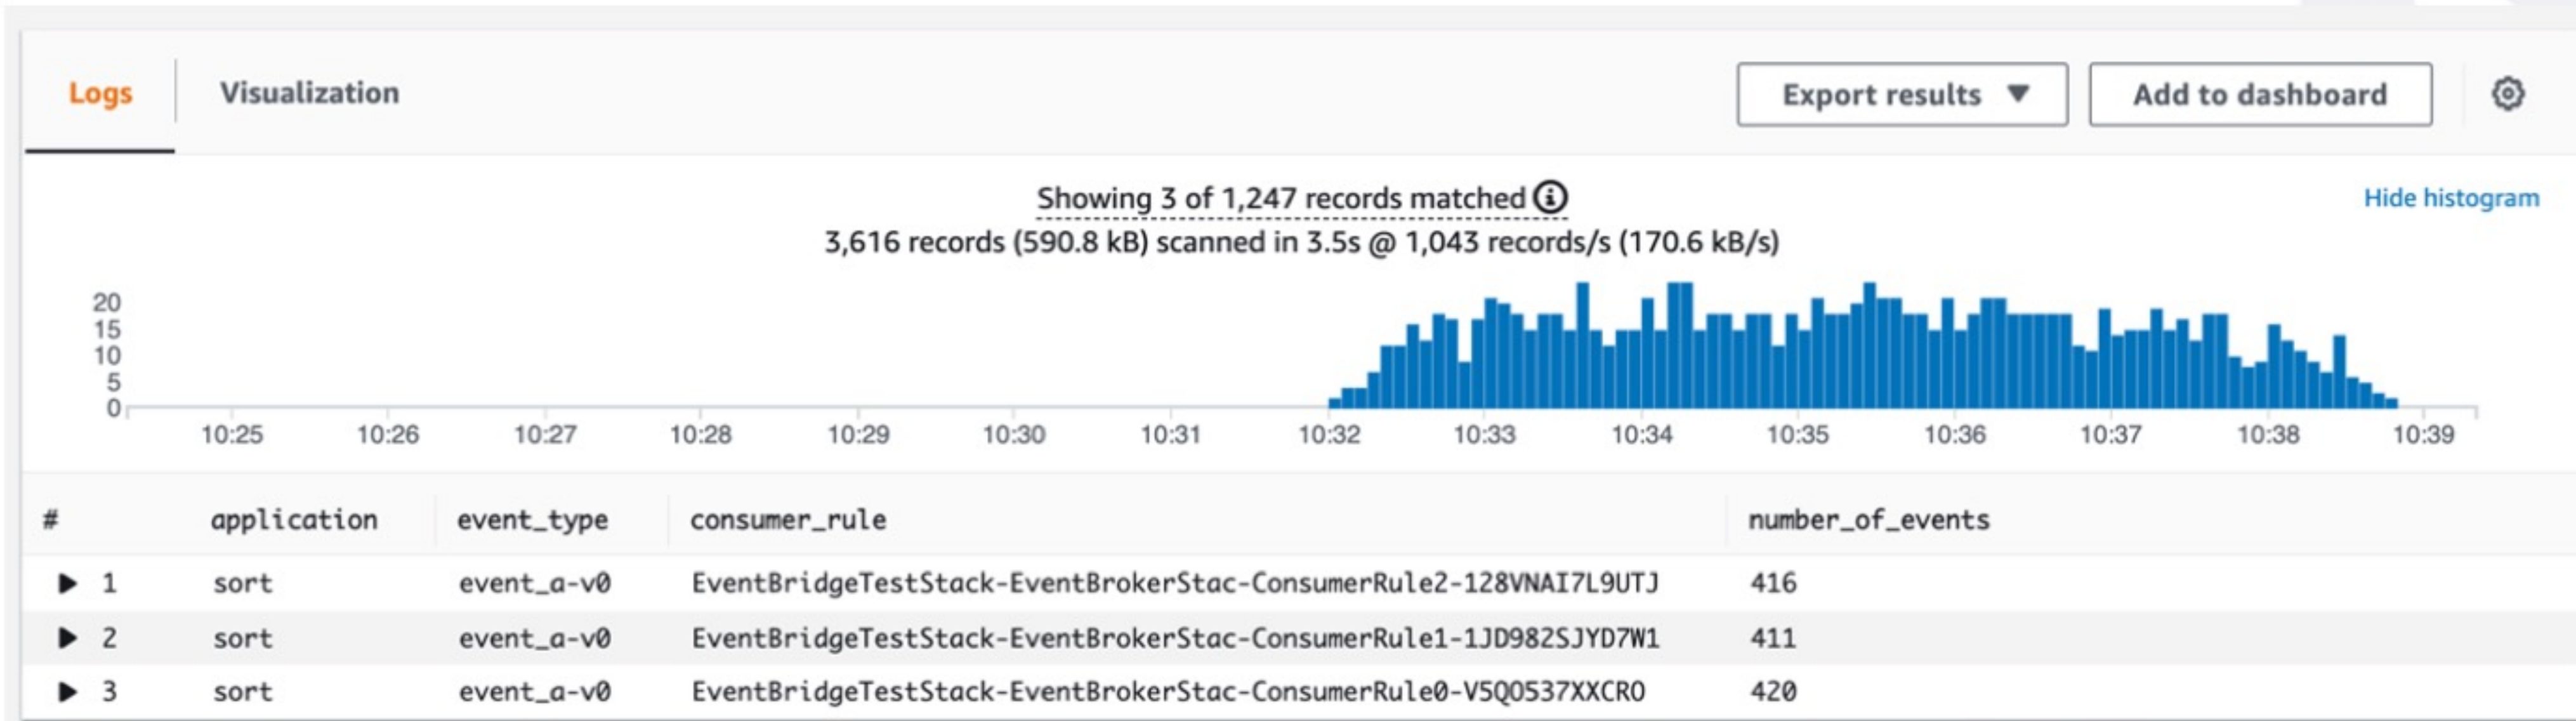 Logs Visualization Export results Add to dashboard
Showing 3 of 1,247 records matched
Hide histogram
3,616 records (590.8 kB) scanned in 3.5s @ 1,043 records/s (170.6 kB/s)
20
15
10
5
0
10:25 10:26 10:27 10:28 10:29 10:30 10:31 10:32 10:33 10:34 10:35 10:36 10:37 10:38 10:39
# application event_type consumer_rule number_of_events
1 sort event_a-v0 EventBridgeTestStack-EventBrokerStac-ConsumerRule2-128VNAI7L9UTJ 416
2 sort event_a-v0 EventBridgeTestStack-EventBrokerStac-ConsumerRule1-1JD982SJYD7W1 411
3 sort event_a-v0 EventBridgeTestStack-EventBrokerStac-ConsumerRule0-V5QO537XXCRO 420